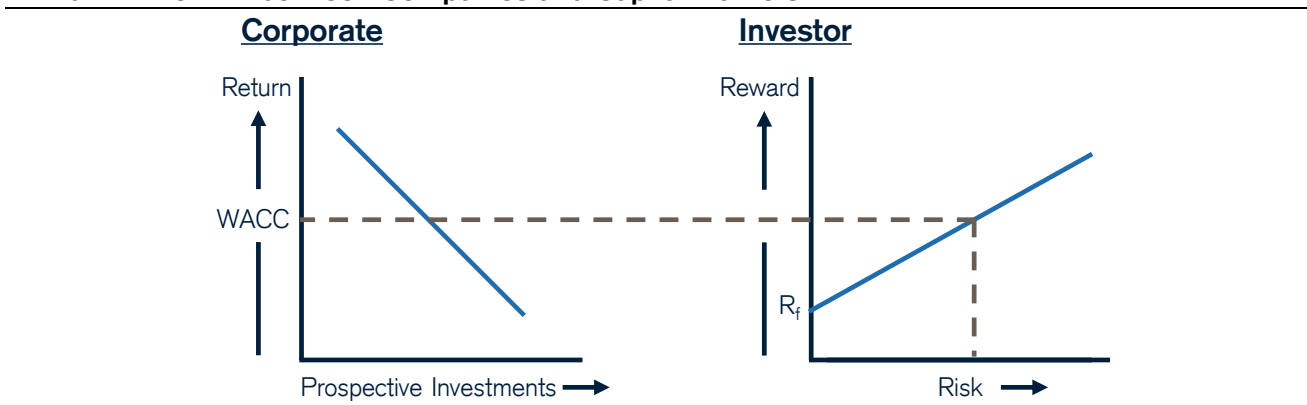 Corporate
Investor
Return
Reward
WACC
Rf
Prospective Investments
Risk